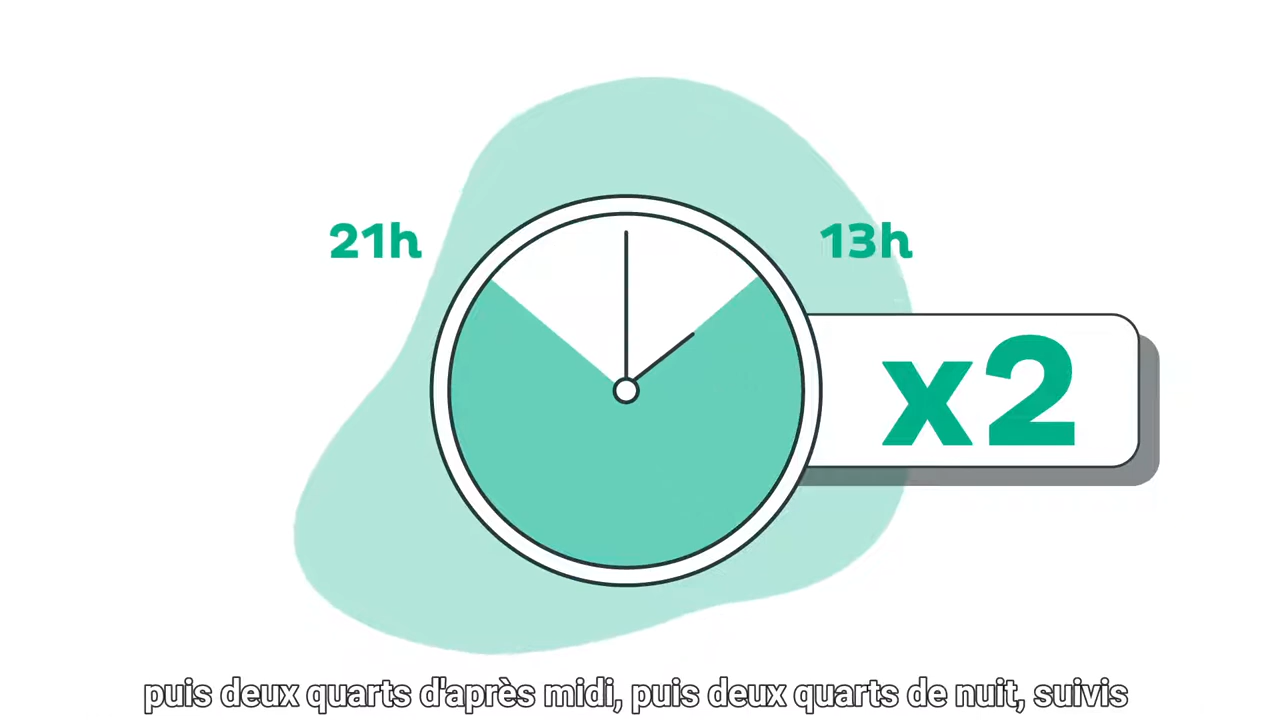 21h
13h
x2
puis deux quarts d'après midi, puis deux quarts de nuit, suivis